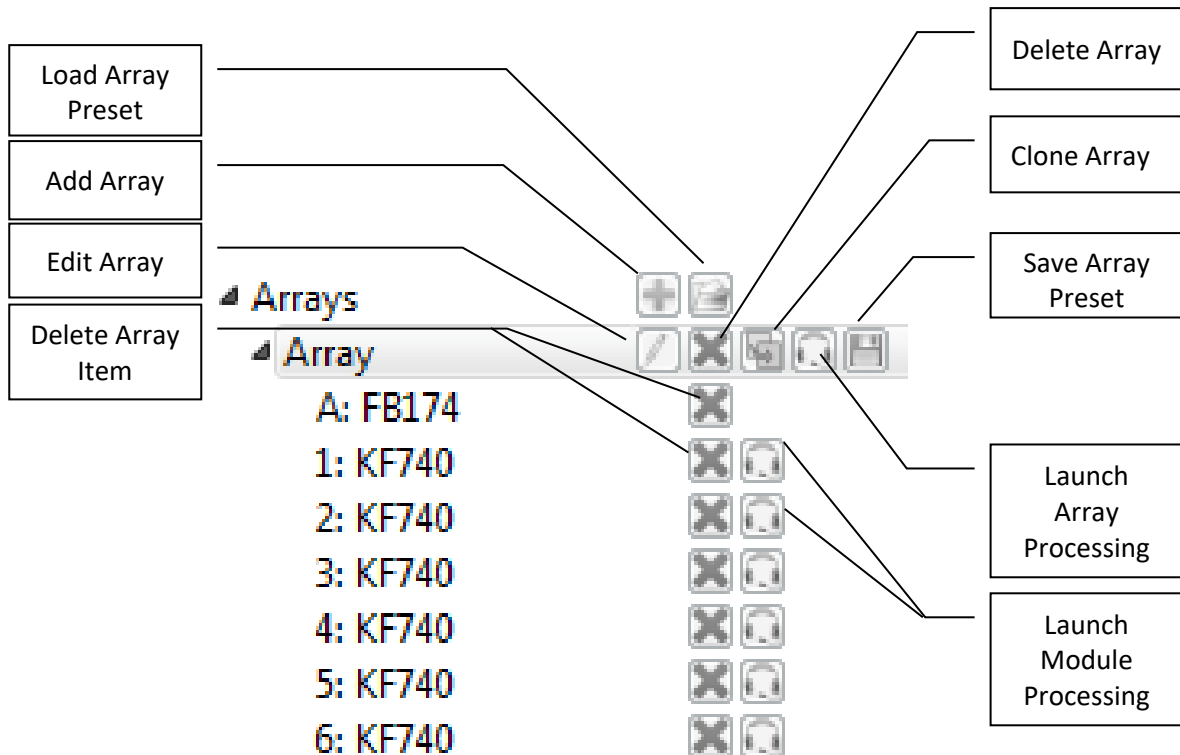 Load Array
Preset
Add Array
Edit Array
Delete Array
Item
Arrays
Array
A: FB174
1: KF740
2: KF740
3: KF740
4: KF740
5: KF740
6: KF740
Delete Array
Clone Array
Save Array
Preset
Launch
Array
Processing
Launch
Module
Processing